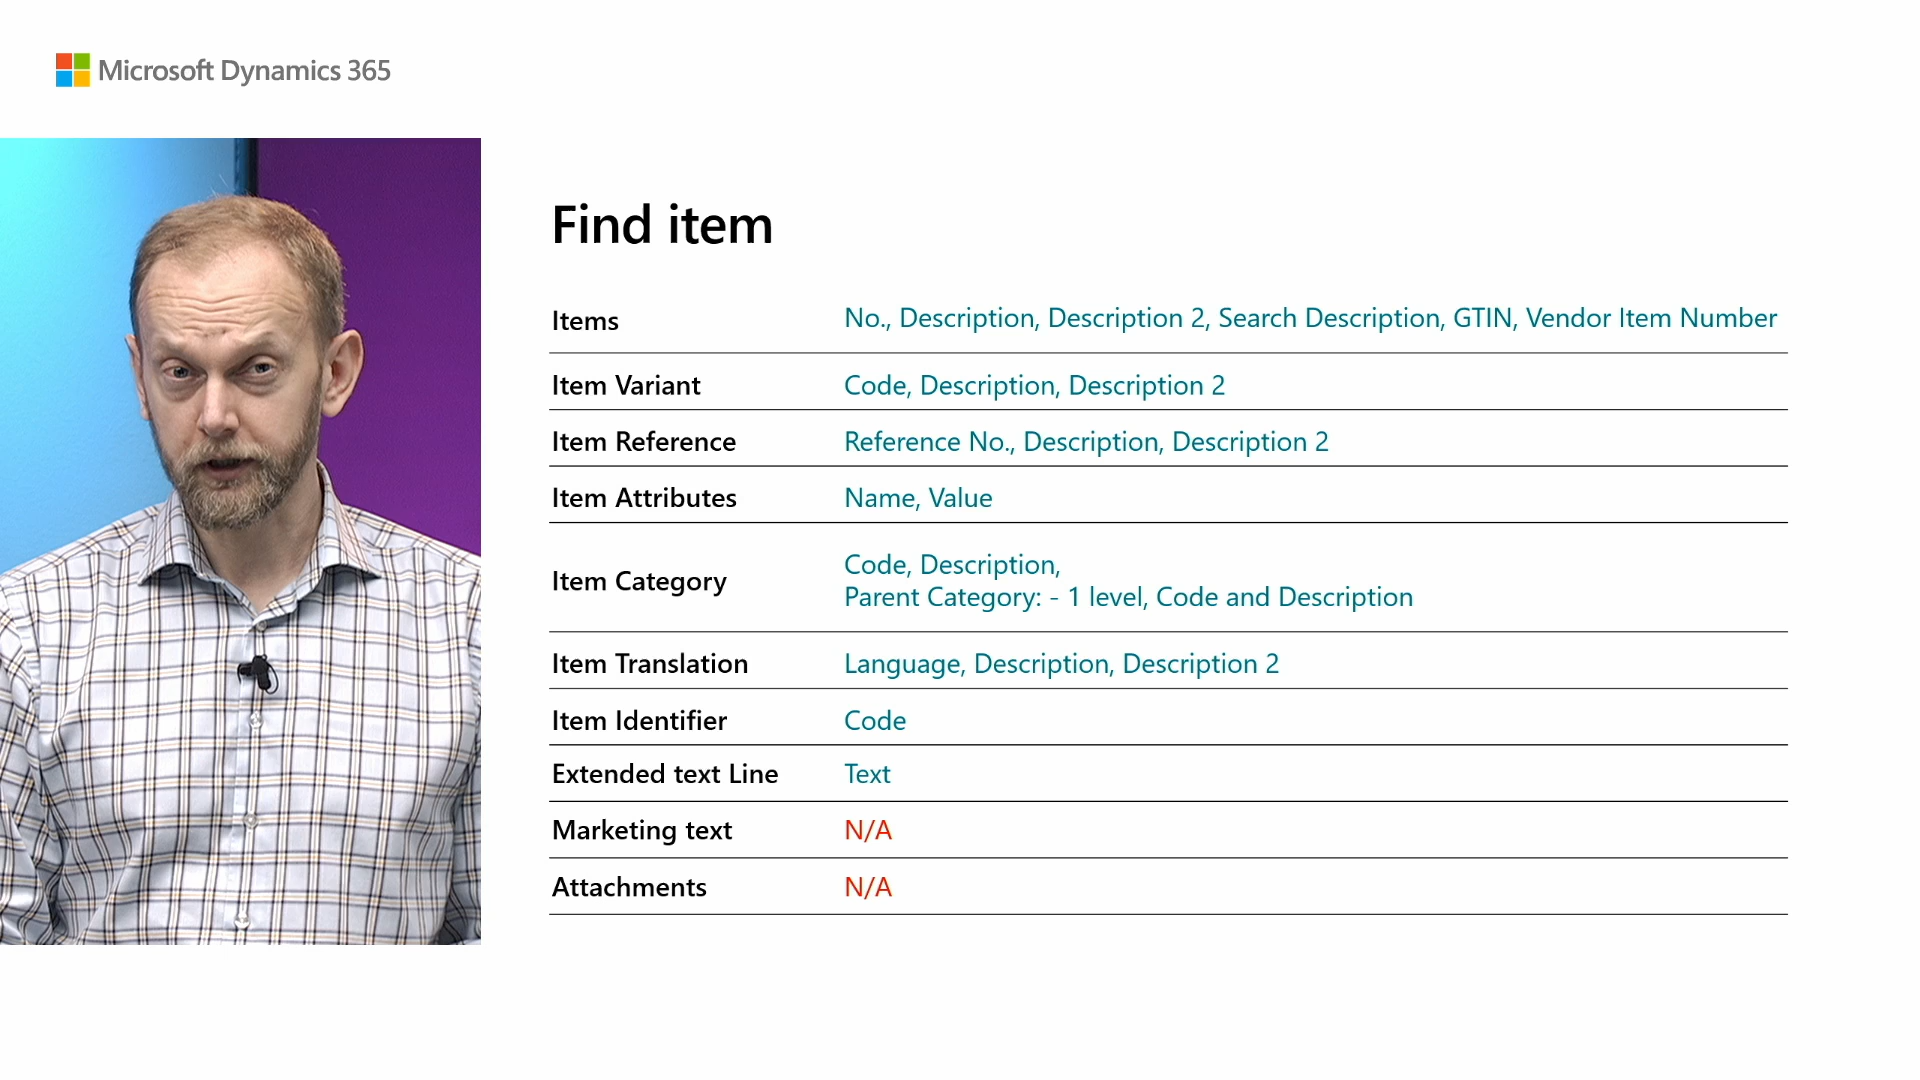 Microsoft Dynamics 365
Find item
Items No., Description, Description 2, Search Description, GTIN, Vendor Item Number
Item Variant Code, Description, Description 2
Item Reference Reference No., Description, Description 2
Item Attributes Name, Value
Item Category Code, Description,
Parent Category: - 1 level, Code and Description
Item Translation Language, Description, Description 2
Item Identifier Code
Extended text Line Text
Marketing text N/A
Attachments N/A